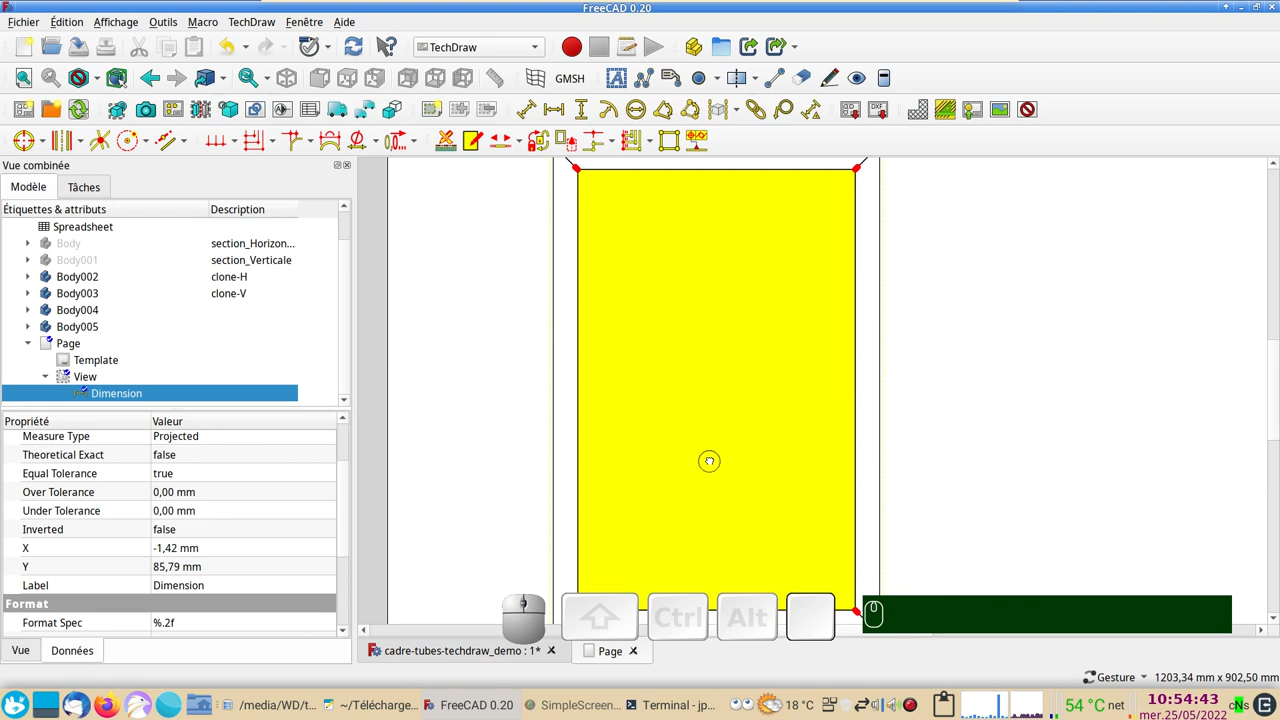 FreeCAD 0.20
Fichier Édition Affichage Outils Macro TechDraw Fenêtre Aide
TechDraw
GMSH
Vue combinée
Modèle Tâches
Étiquettes & attributs Description
Spreadsheet
Body section_Horizon...
Body001 section_Verticale
Body002 clone-H
Body003 clone-V
Body004
Body005
Page
Template
View
Dimension
Propriété Valeur
Measure Type Projected
Theoretical Exact false
Equal Tolerance true
Over Tolerance 0,00 mm
Under Tolerance 0,00 mm
Inverted false
X -1,42 mm
Y 85,79 mm
Label Dimension
Format
Format Spec %.2f
Ctrl Alt
Vue Données
cadre-tubes-techdraw_demo : 1* Page
Gesture 1203,34 mm x 902,50 mm
/media/WD/t... ~/Télécharge... FreeCAD 0.20 SimpleScreen... Terminal - jp... 18 °C 54 °C net 10:54:43
mer.25/05/2022